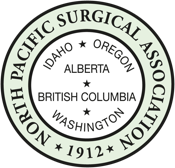 NORTH PACIFIC SURGICAL ASSOCIATION
★ 1912 ★
IDAHO ★ OREGON
ALBERTA
★
BRITISH COLUMBIA
★ WASHINGTON